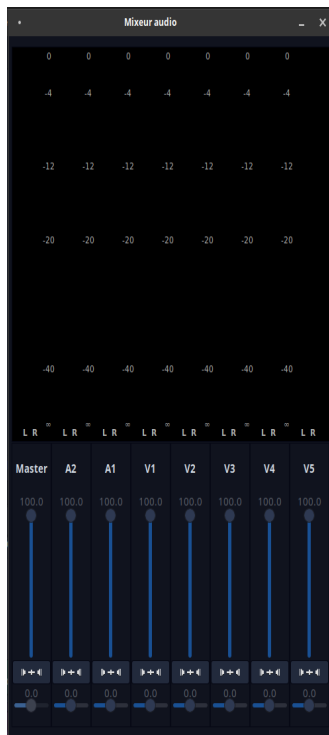 Mixeur audio
0 0 0 0 0 0 0
-4 -4 -4 -4 -4 -4 -4
-12 -12 -12 -12 -12 -12 -12
-20 -20 -20 -20 -20 -20 -20
-40 -40 -40 -40 -40 -40 -40
∞ ∞ ∞ ∞ ∞ ∞ ∞
L R L R L R L R L R L R L R L R
Master A2 A1 V1 V2 V3 V4 V5
100.0 100.0 100.0 100.0 100.0 100.0 100.0 100.0
0.0 0.0 0.0 0.0 0.0 0.0 0.0 0.0